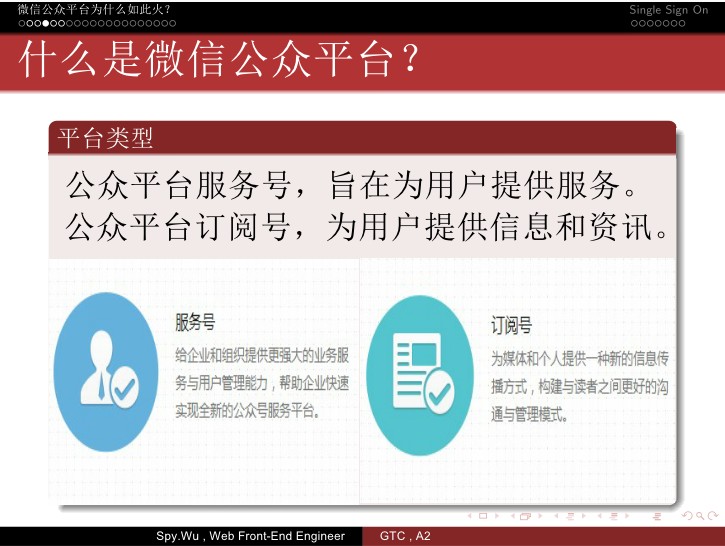 微信公众平台为什么如此火?
Single Sign On
什么是微信公众平台?
平台类型
公众平台服务号，旨在为用户提供服务。
公众平台订阅号，为用户提供信息和资讯。
服务号
给企业和组织提供更强大的业务服
务与用户管理能力，帮助企业快速
实现全新的公众号服务平台。
订阅号
为媒体和个人提供一种新的信息传
播方式，构建与读者之间更好的沟
通与管理模式。
Spy.Wu , Web Front-End Engineer
GTC , A2